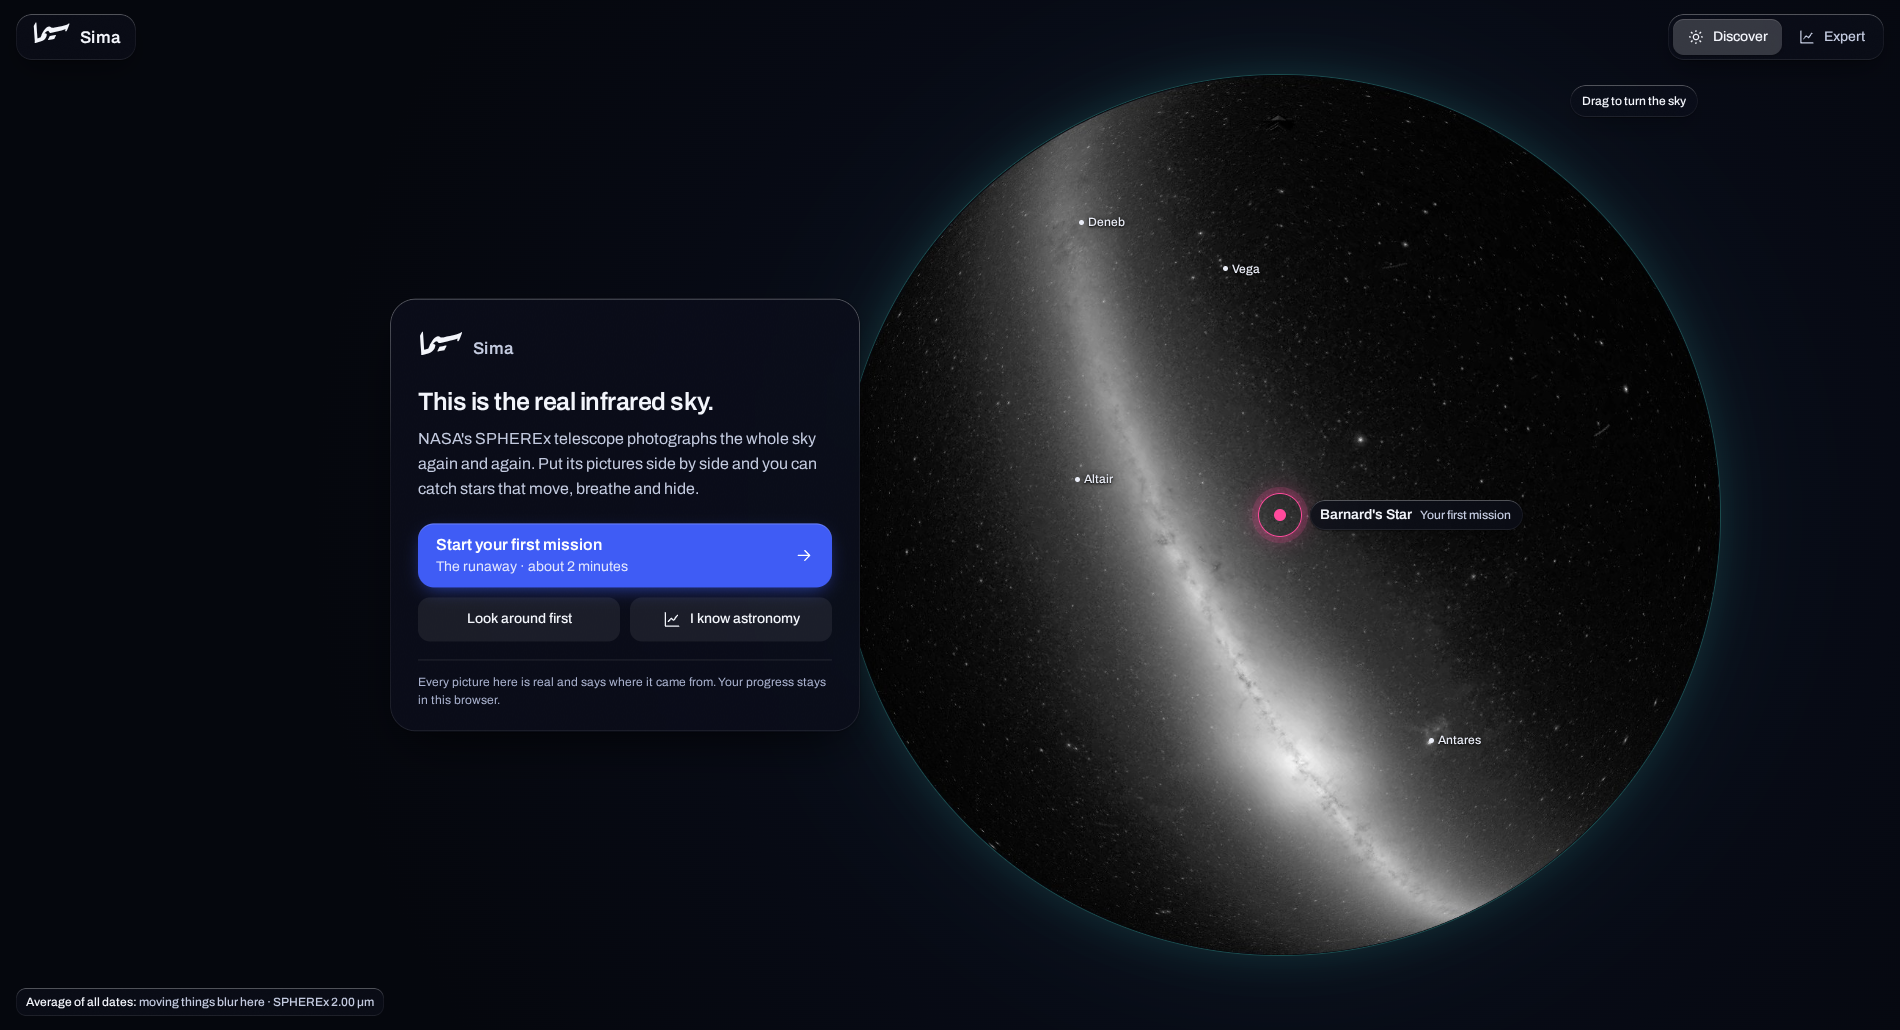 Sima
Discover
Expert
Drag to turn the sky
Deneb
Vega
Sima
This is the real infrared sky.
NASA's SPHEREx telescope photographs the whole sky
again and again. Put its pictures side by side and you can
catch stars that move, breathe and hide.
Start your first mission
The runaway · about 2 minutes
Look around first
I know astronomy
Every picture here is real and says where it came from. Your progress stays
in this browser.
Altair
Barnard's Star Your first mission
Antares
Average of all dates: moving things blur here · SPHEREx 2.00 µm